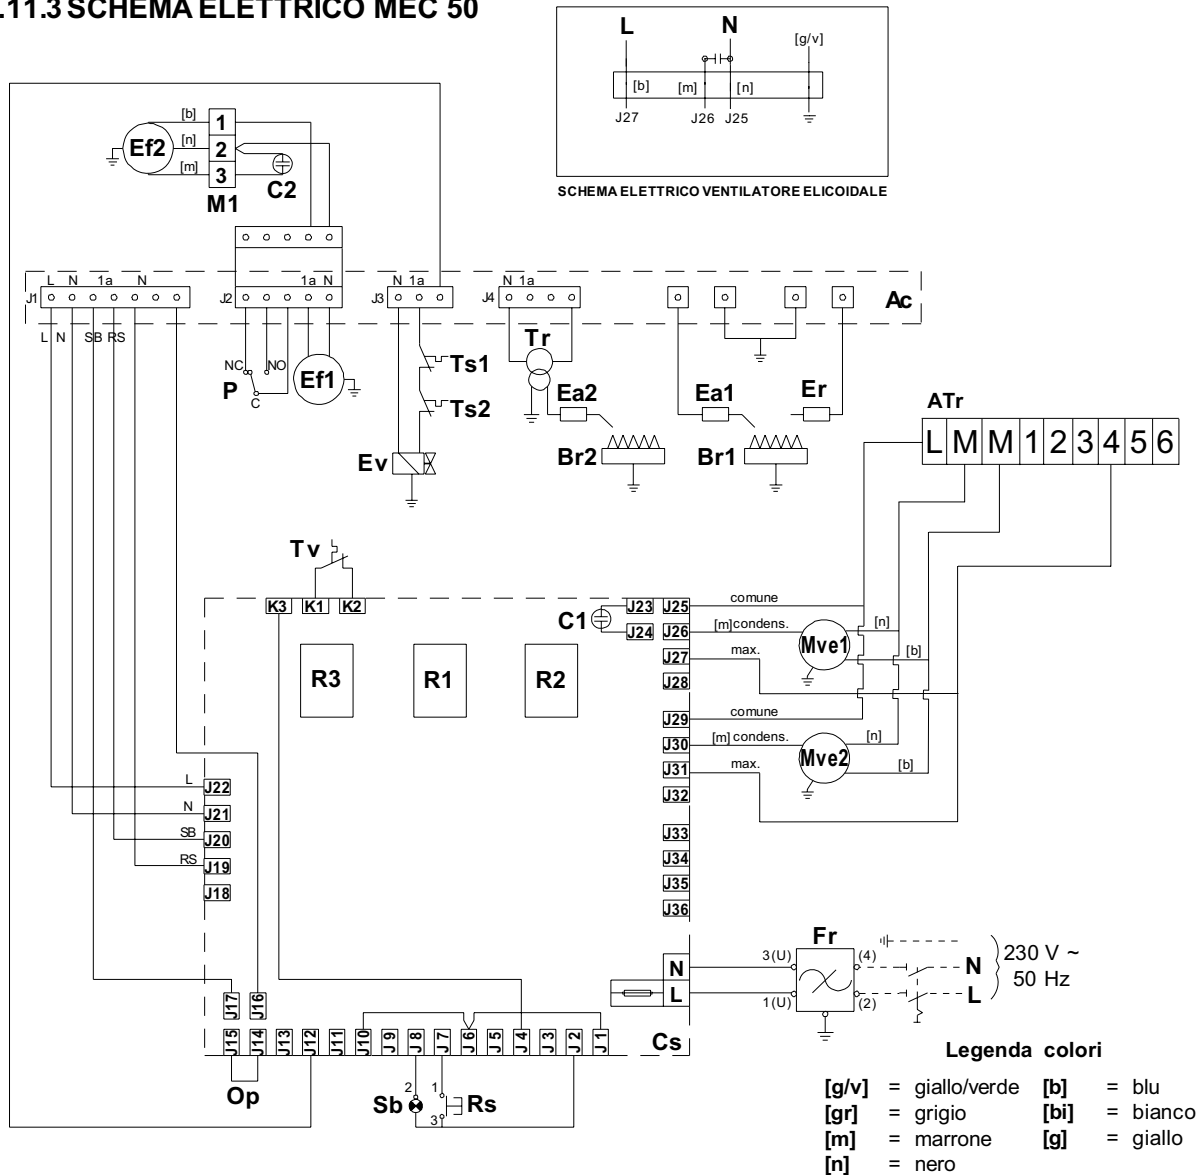 .11.3 SCHEMA ELETTRICO MEC 50
L N [g/v]
[b] [m] [n]
J27 J26 J25
SCHEMA ELETTRICO VENTILATORE ELICOIDALE
[b] 1
Ef2 [n] 2
[m] 3 C2
M1
L N 1a N 1a N N 1a N 1a
J1 J2 J3 J4 Ac
L N SB RS
NC NO
P C Ef1
Ts1
Ts2
Ev
Tr
Ea2 Ea1 Er
Br2 Br1
ATr
L M M 1 2 3 4 5 6
Tv
K3 K1 K2
C1 J23 J25 comune
J24 J26 [m] condens. Mve1 [n]
J27 max. [b]
J28
R3 R1 R2
J29 comune
J30 [m] condens. Mve2 [n]
J31 max. [b]
J32
L J22
N J21
SB J20
RS J19
J18
J33
J34
J35
J36
Fr
N 3(U) (4) N
L 1(U) (2) L
230 V ~
50 Hz
J17 J16
J15 J14 J13 J12 J11 J10 J9 J8 J7 J6 J5 J4 J3 J2 J1 Cs
Op
2 1
Sb Rs
3
Legenda colori
[g/v] = giallo/verde [b] = blu
[gr] = grigio [bi] = bianco
[m] = marrone [g] = giallo
[n] = nero